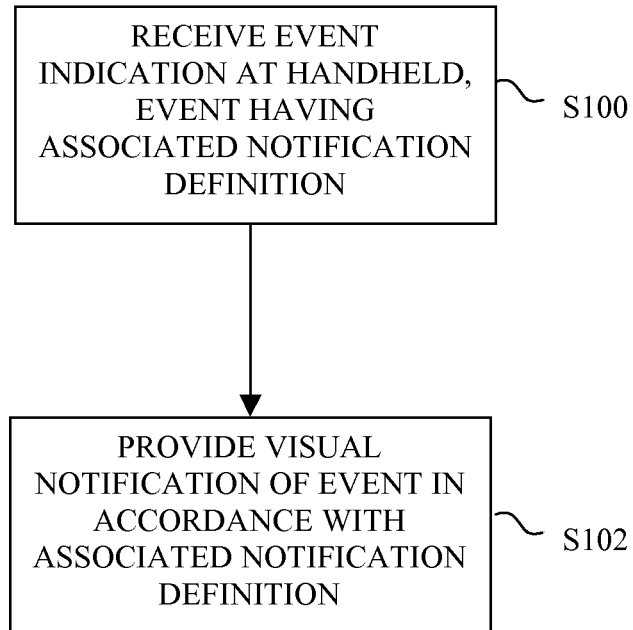 RECEIVE EVENT
INDICATION AT HANDHELD,
EVENT HAVING
ASSOCIATED NOTIFICATION
DEFINITION
S100
PROVIDE VISUAL
NOTIFICATION OF EVENT IN
ACCORDANCE WITH
ASSOCIATED NOTIFICATION
DEFINITION
S102